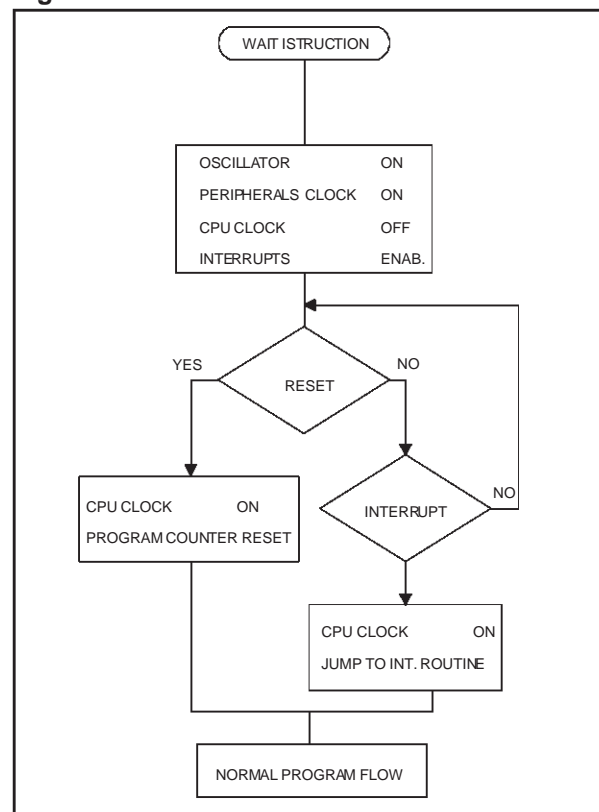 WAIT ISTRUCTION
OSCILLATOR ON
PERIPHERALS CLOCK ON
CPU CLOCK OFF
INTERRUPTS ENAB.
YES
NO
RESET
CPU CLOCK ON
PROGRAM COUNTER RESET
INTERRUPT
NO
CPU CLOCK ON
JUMP TO INT. ROUTINE
NORMAL PROGRAM FLOW